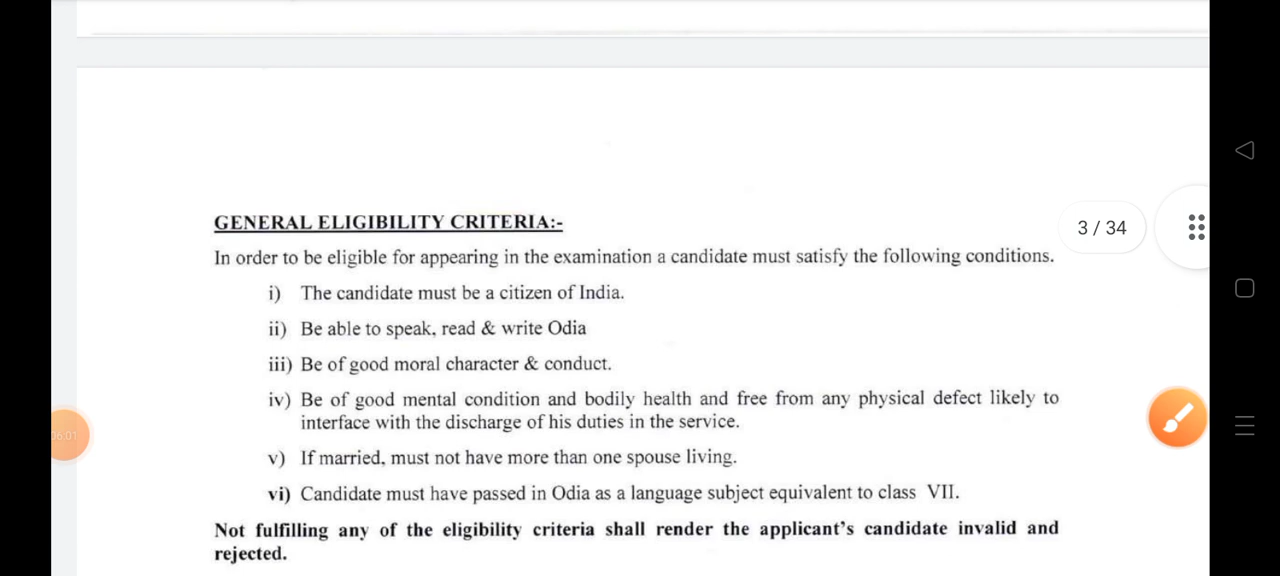 GENERAL ELIGIBILITY CRITERIA:-
3 / 34
In order to be eligible for appearing in the examination a candidate must satisfy the following conditions.
i) The candidate must be a citizen of India.
ii) Be able to speak, read & write Odia
iii) Be of good moral character & conduct.
iv) Be of good mental condition and bodily health and free from any physical defect likely to
interface with the discharge of his duties in the service.
06:01
v) If married, must not have more than one spouse living.
vi) Candidate must have passed in Odia as a language subject equivalent to class VII.
Not fulfilling any of the eligibility criteria shall render the applicant's candidate invalid and
rejected.